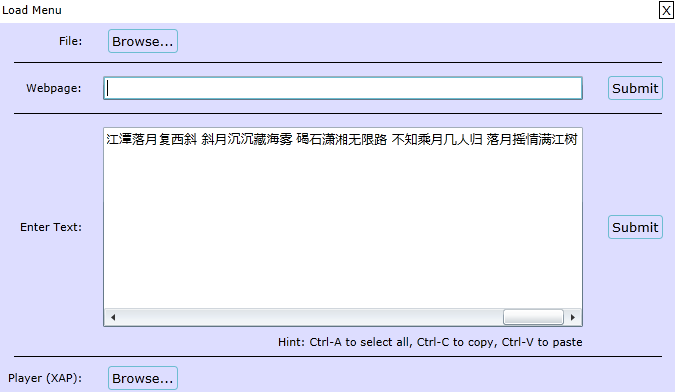 Load Menu X
File: Browse...
Webpage: Submit
江潭落月复西斜 斜月沉沉藏海雾 碣石潇湘无限路 不知乘月几人归 落月摇情满江树
Enter Text: Submit
Hint: Ctrl-A to select all, Ctrl-C to copy, Ctrl-V to paste
Player (XAP): Browse...